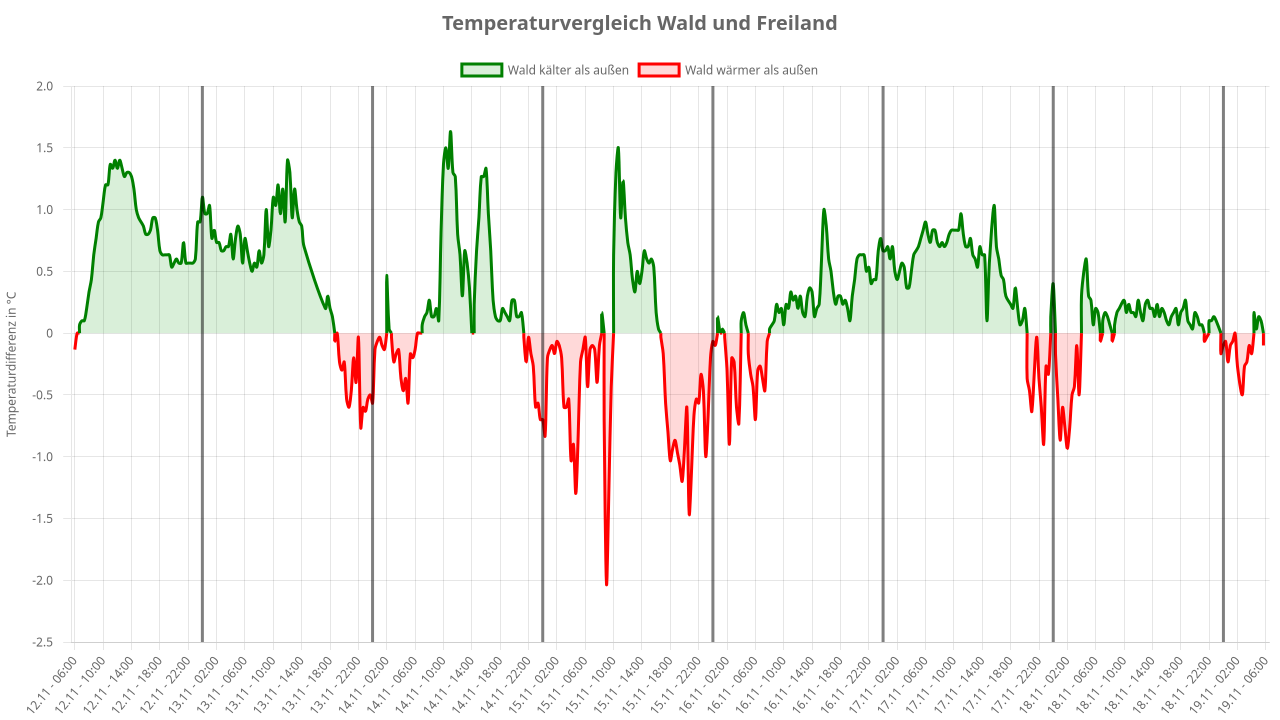 Temperaturvergleich Wald und Freiland
Wald kälter als außen
Wald wärmer als außen
Temperaturdifferenz in °C
2.0
1.5
1.0
0.5
0
-0.5
-1.0
-1.5
-2.0
-2.5
12.11 - 06:00
12.11 - 10:00
12.11 - 14:00
12.11 - 18:00
12.11 - 22:00
13.11 - 02:00
13.11 - 06:00
13.11 - 10:00
13.11 - 14:00
13.11 - 18:00
13.11 - 22:00
14.11 - 02:00
14.11 - 06:00
14.11 - 10:00
14.11 - 14:00
14.11 - 18:00
14.11 - 22:00
15.11 - 02:00
15.11 - 06:00
15.11 - 10:00
15.11 - 14:00
15.11 - 18:00
15.11 - 22:00
16.11 - 02:00
16.11 - 06:00
16.11 - 10:00
16.11 - 14:00
16.11 - 18:00
16.11 - 22:00
17.11 - 02:00
17.11 - 06:00
17.11 - 10:00
17.11 - 14:00
17.11 - 18:00
17.11 - 22:00
18.11 - 02:00
18.11 - 06:00
18.11 - 10:00
18.11 - 14:00
18.11 - 18:00
18.11 - 22:00
19.11 - 02:00
19.11 - 06:00